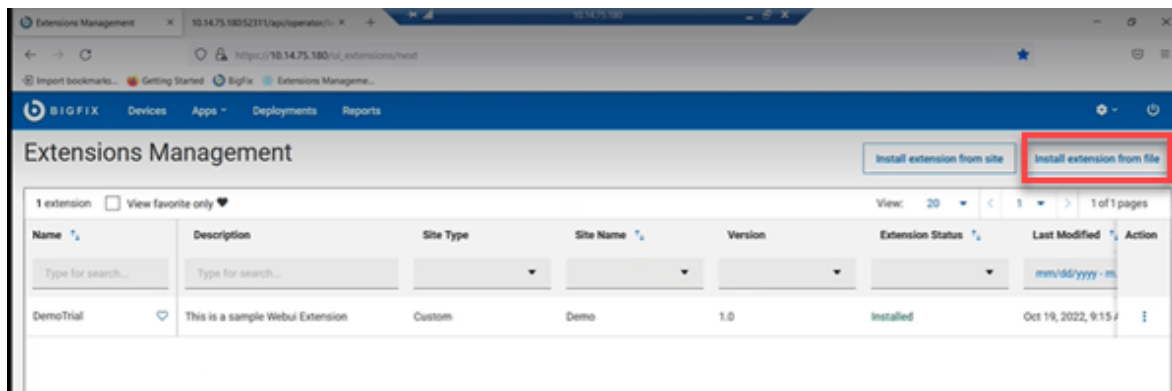 Extensions Management × 10.14.75.180:52311/api/operator/ × + 10.14.75.180
https://10.14.75.180/ui_extensions/next
Import bookmarks... Getting Started BigFix Extensions Manageme...
BIGFIX Devices Apps Deployments Reports
Extensions Management Install extension from site Install extension from file
1 extension View favorite only View: 20 < 1 > 1 of 1 pages
Name Description Site Type Site Name Version Extension Status Last Modified Action
Type for search... Type for search... mm/dd/yyyy - m
DemoTrial This is a sample Webui Extension Custom Demo 1.0 Installed Oct 19, 2022, 9:15 A